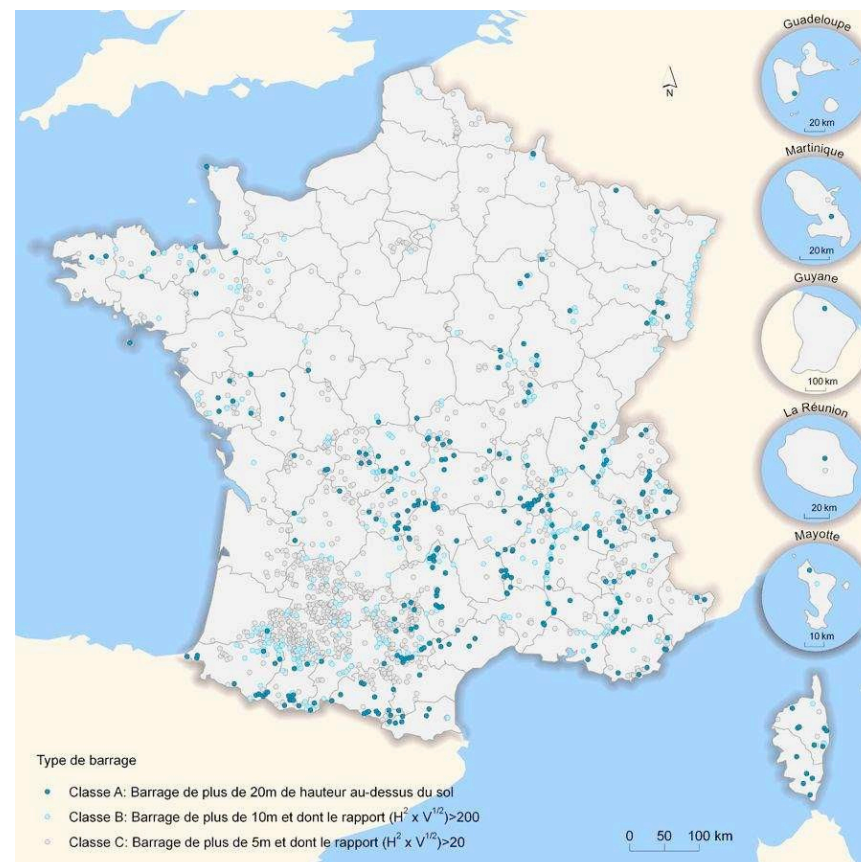 Guadeloupe
N
20 km
Martinique
20 km
Guyane
100 km
La Réunion
20 km
Mayotte
10 km
Type de barrage
Classe A: Barrage de plus de 20m de hauteur au-dessus du sol
Classe B: Barrage de plus de 10m et dont le rapport (H² x V^1/2)>200
Classe C: Barrage de plus de 5m et dont le rapport (H² x V^1/2)>20
0 50 100 km